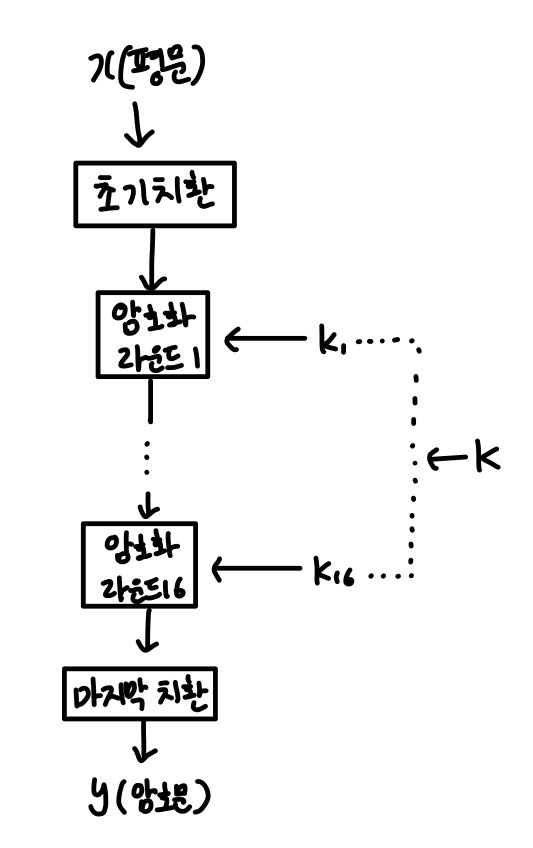 x(평문)
초기치환
암호화
라운드1
k1
K
암호화
라운드16
k16
마지막 치환
y(암호문)